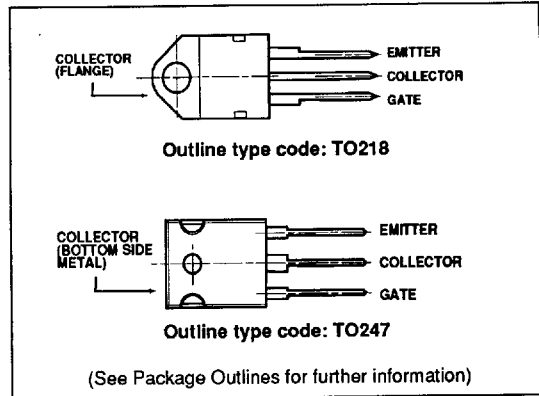 COLLECTOR
(FLANGE)
EMITTER
COLLECTOR
GATE
Outline type code: TO218
COLLECTOR
(BOTTOM SIDE
METAL)
EMITTER
COLLECTOR
GATE
Outline type code: TO247
(See Package Outlines for further information)